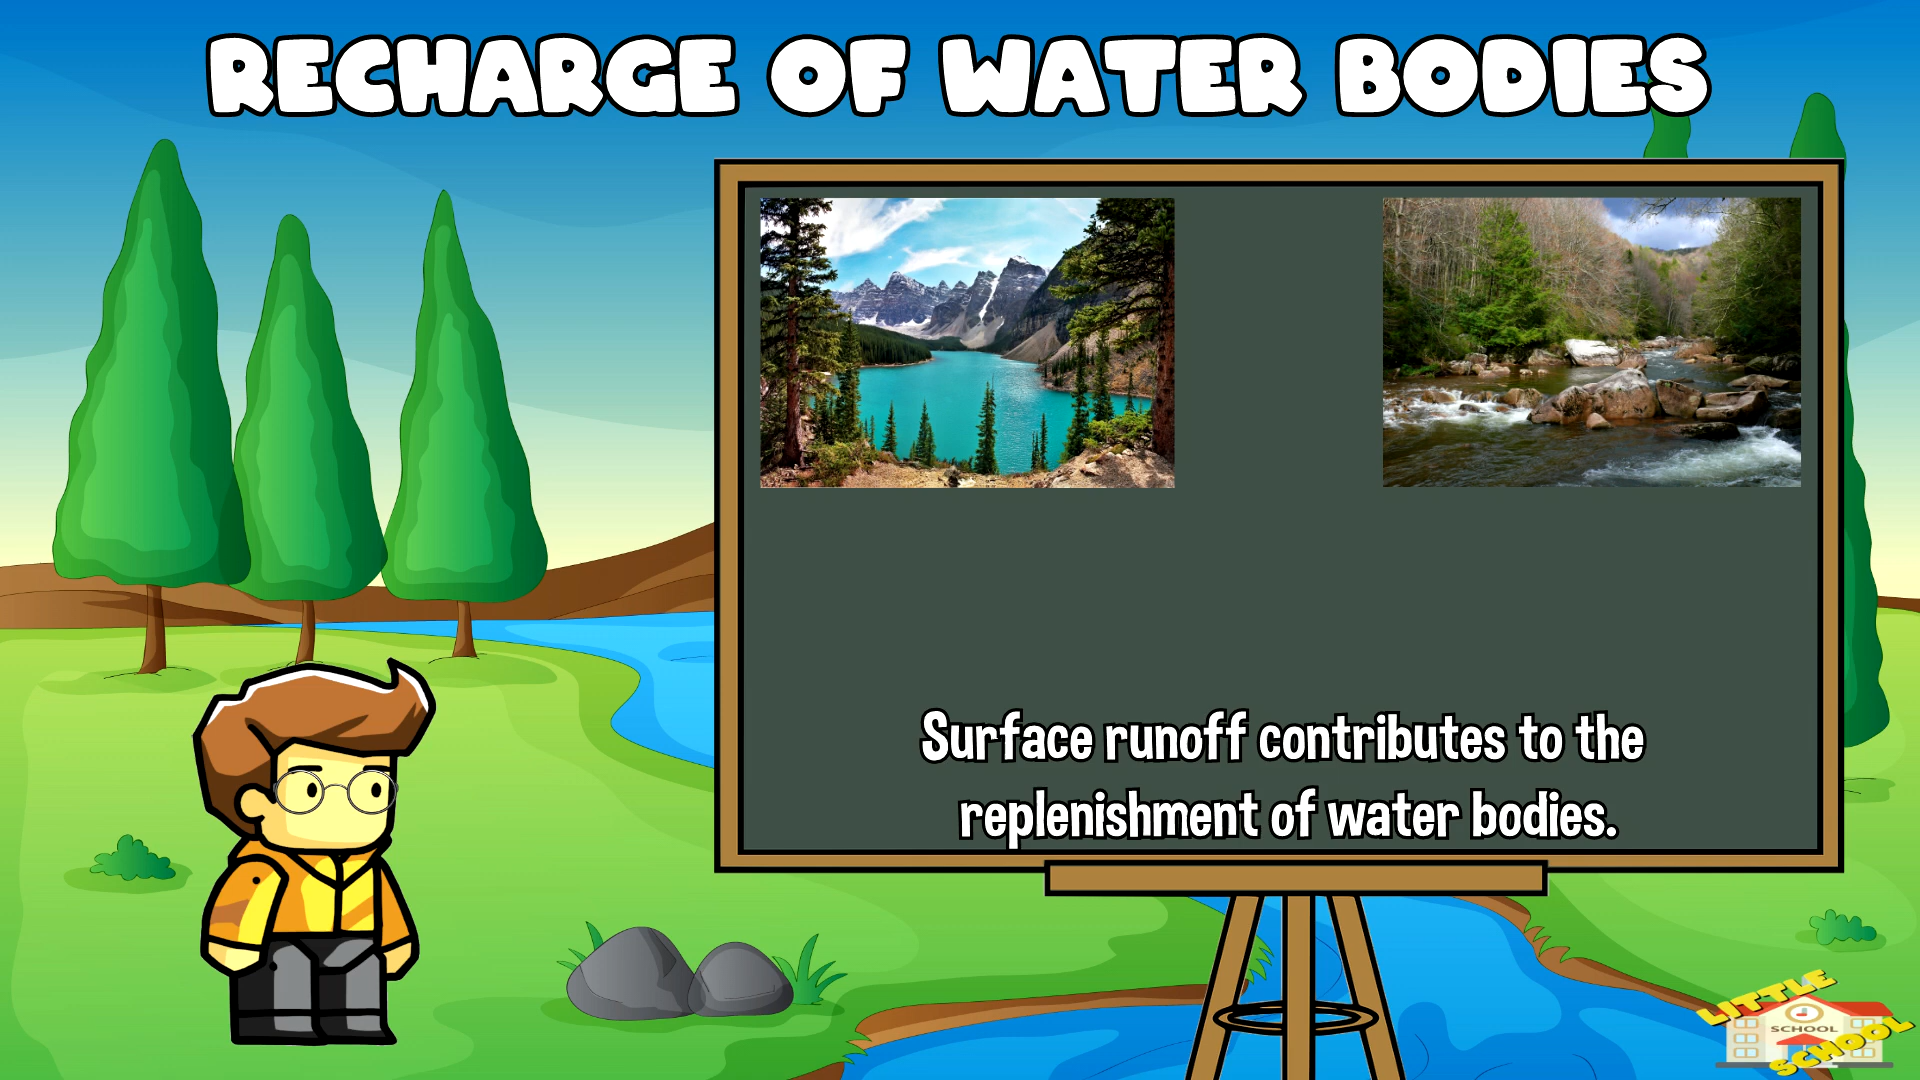 RECHARGE OF WATER BODIES
Surface runoff contributes to the
replenishment of water bodies.
LITTLE
SCHOOL
SCHOOL